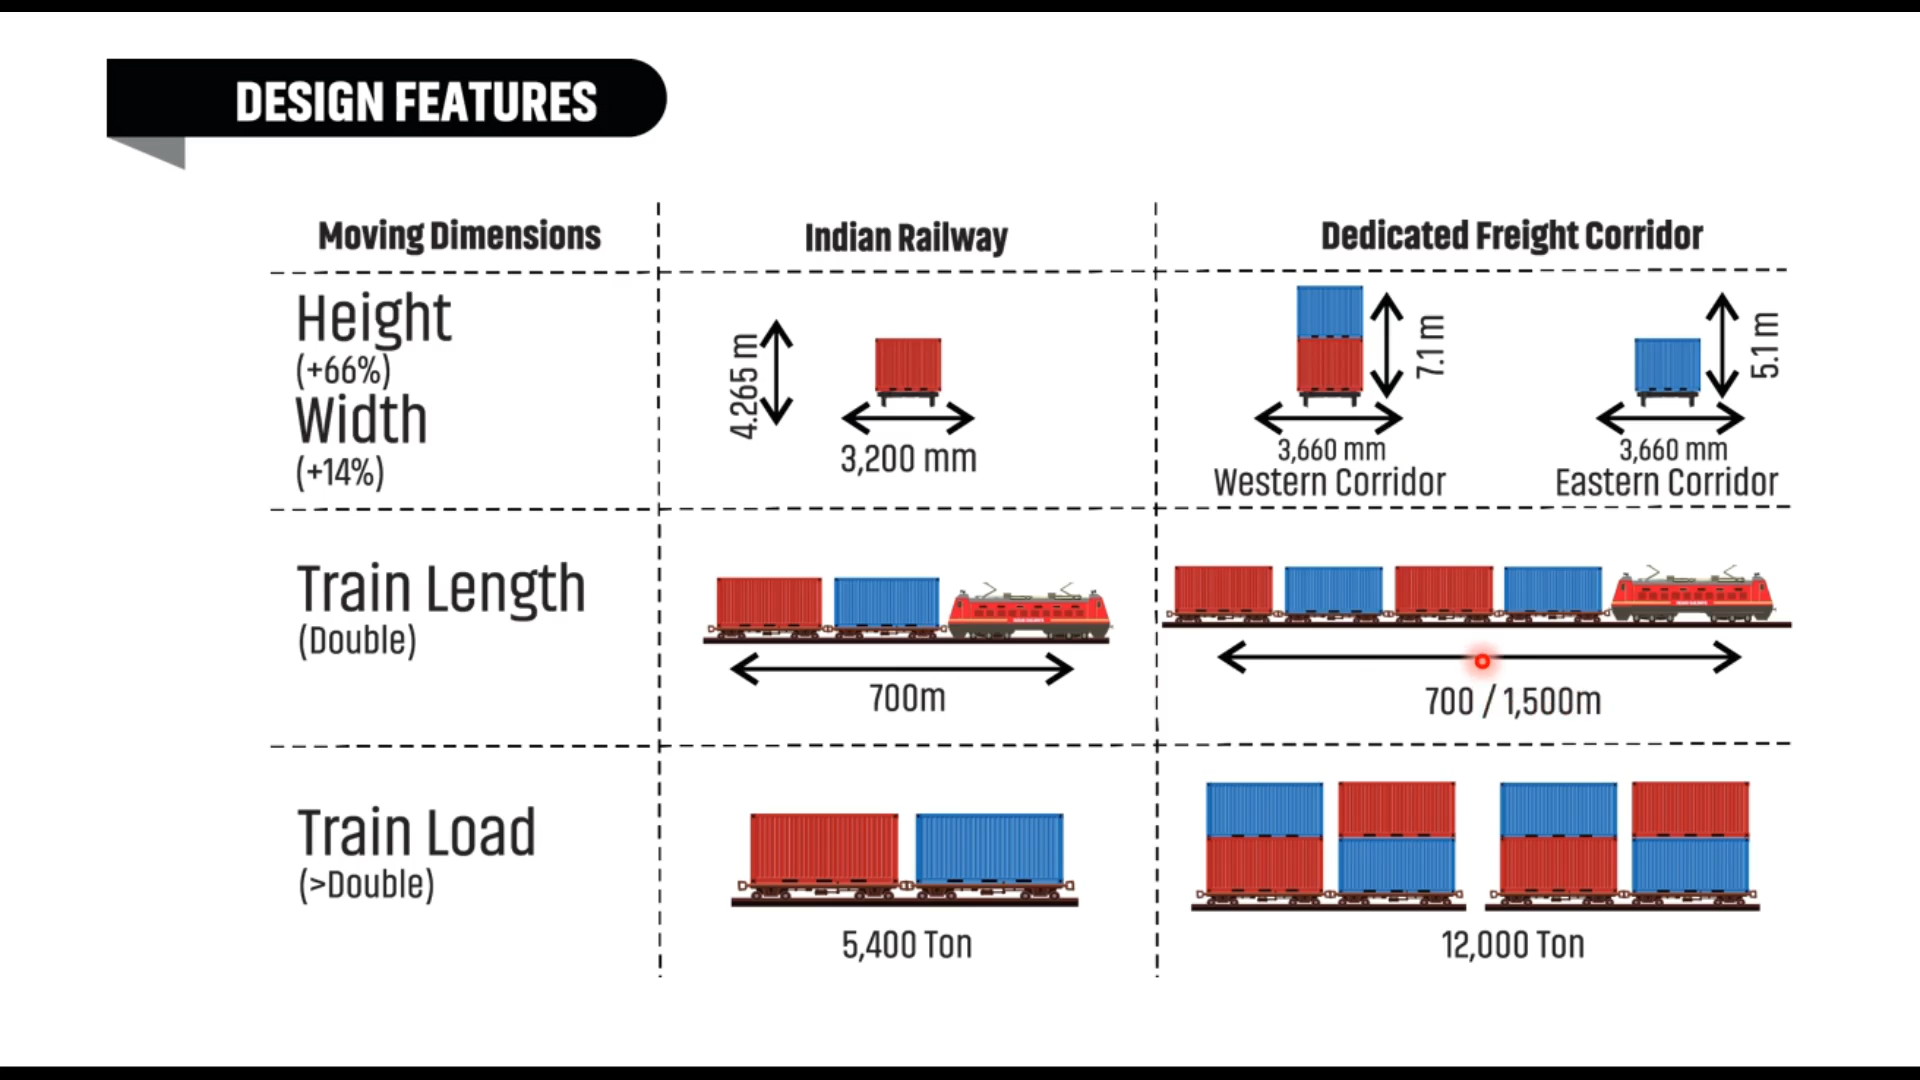 DESIGN FEATURES
Moving Dimensions
Indian Railway
Dedicated Freight Corridor
Height
(+66%)
Width
(+14%)
4.265 m
3,200 mm
7.1 m
3,660 mm
Western Corridor
5.1 m
3,660 mm
Eastern Corridor
Train Length
(Double)
700m
700 / 1,500m
Train Load
(>Double)
5,400 Ton
12,000 Ton